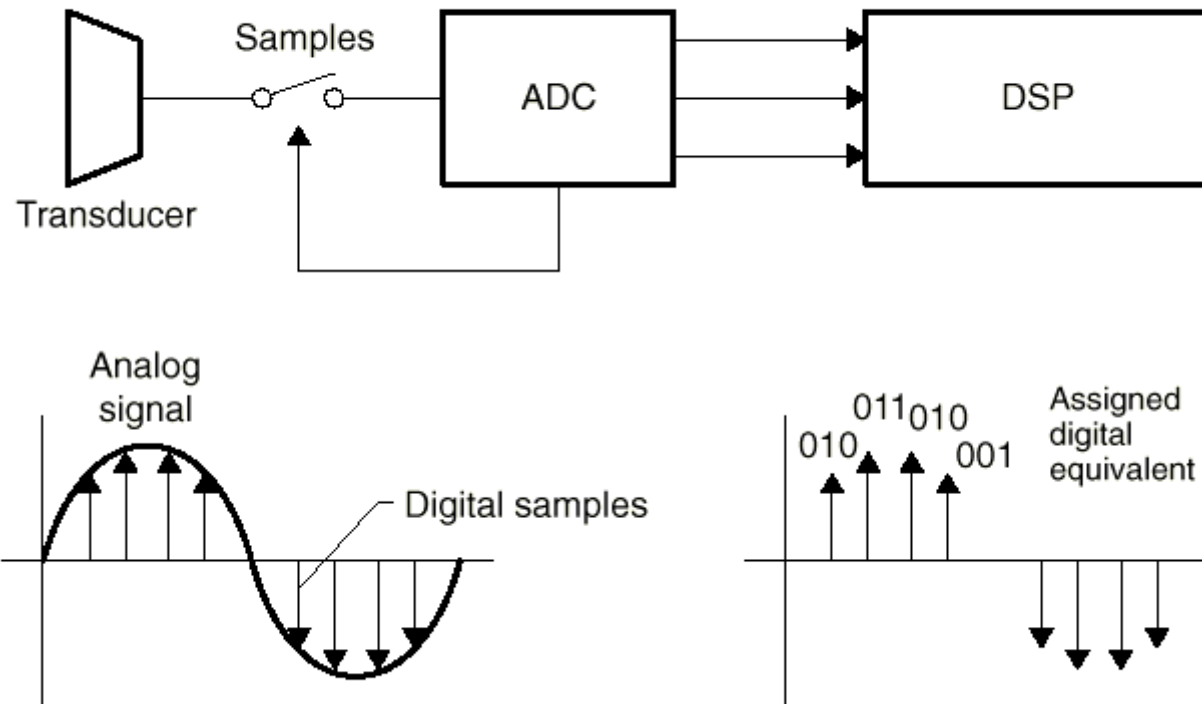 Samples
ADC
DSP
Transducer
Analog
signal
Digital samples
010
011
010
001
Assigned
digital
equivalent